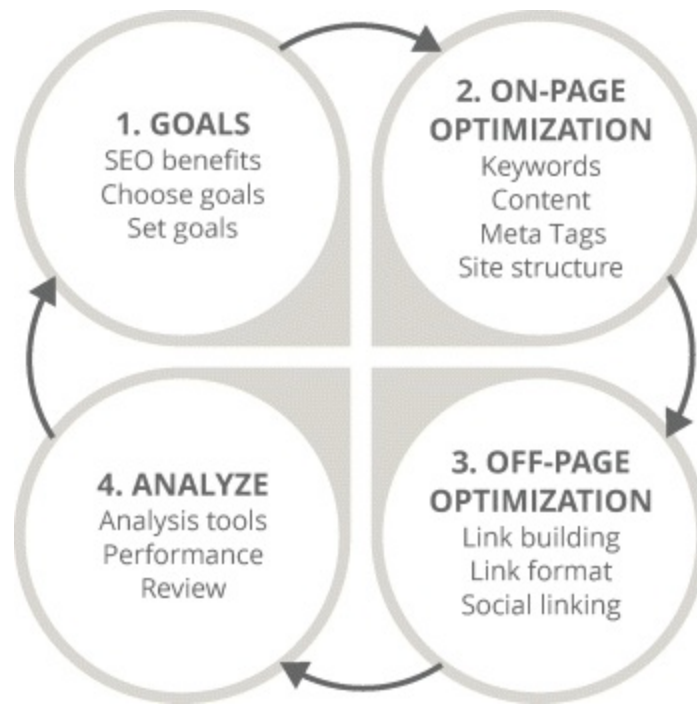 1. GOALS
SEO benefits
Choose goals
Set goals
2. ON-PAGE
OPTIMIZATION
Keywords
Content
Meta Tags
Site structure
3. OFF-PAGE
OPTIMIZATION
Link building
Link format
Social linking
4. ANALYZE
Analysis tools
Performance
Review